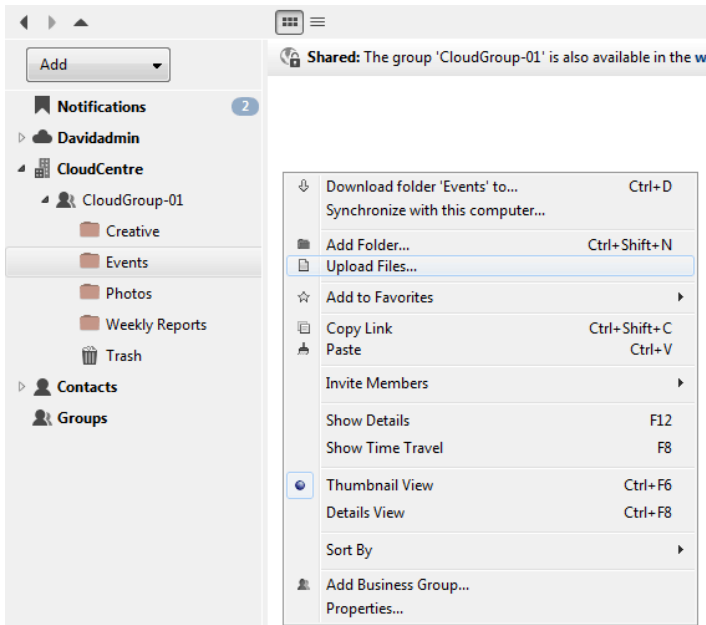 Add
Shared: The group 'CloudGroup-01' is also available in the w
Notifications 2
Davidadmin
CloudCentre
CloudGroup-01
Creative
Events
Photos
Weekly Reports
Trash
Contacts
Groups
Download folder 'Events' to... Ctrl+D
Synchronize with this computer...
Add Folder... Ctrl+Shift+N
Upload Files...
Add to Favorites
Copy Link Ctrl+Shift+C
Paste Ctrl+V
Invite Members
Show Details F12
Show Time Travel F8
Thumbnail View Ctrl+F6
Details View Ctrl+F8
Sort By
Add Business Group...
Properties...